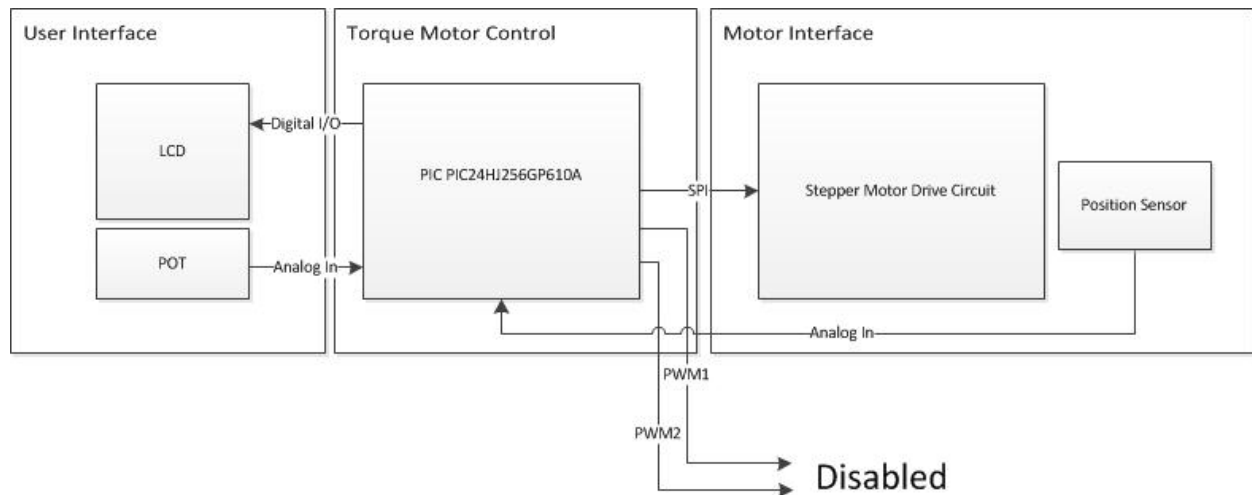 User Interface
Torque Motor Control
Motor Interface
LCD
Digital I/O
PIC PIC24HJ256GP610A
SPI
Stepper Motor Drive Circuit
Position Sensor
POT
Analog In
Analog In
PWM1
PWM2
Disabled